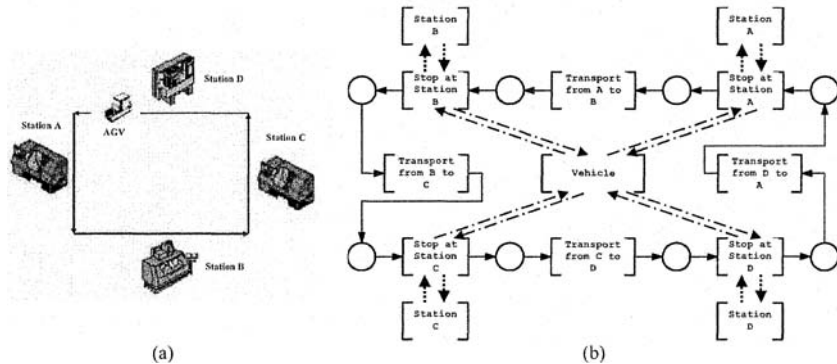 Station D
Station A
AGV
Station C
Station B
(a)
Station
B
Station
A
Stop at
Station
B
Transport
from A to
B
Stop at
Station
A
Transport
from B to
C
Vehicle
Transport
from D to
A
Stop at
Station
C
Transport
from C to
D
Stop at
Station
D
Station
C
Station
D
(b)